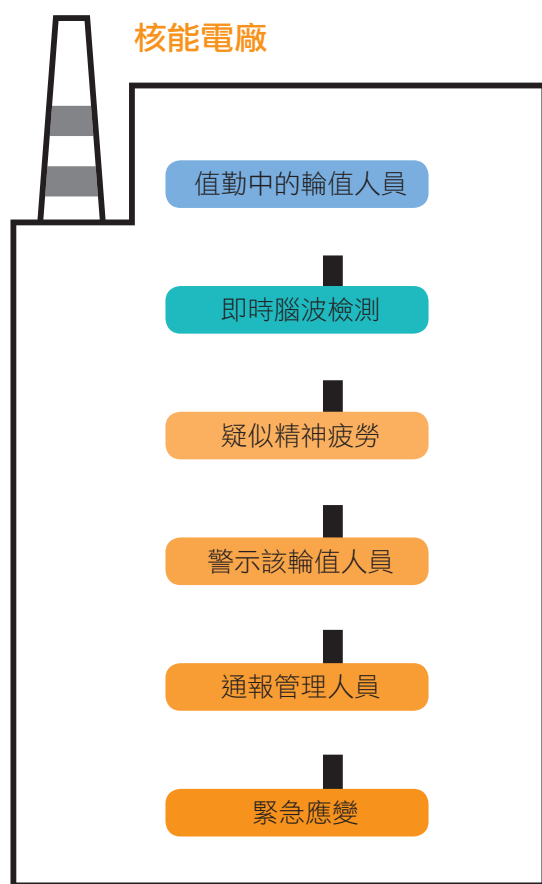 核能電廠
值勤中的輪值人員
即時腦波檢測
疑似精神疲勞
警示該輪值人員
通報管理人員
緊急應變